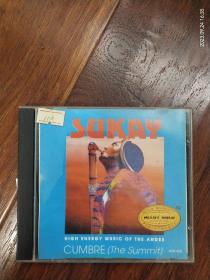 2023.09.24 16:35
SUKAY
HIGH ENERGY MUSIC OF THE ANDES
CUMBRE (The Summit)